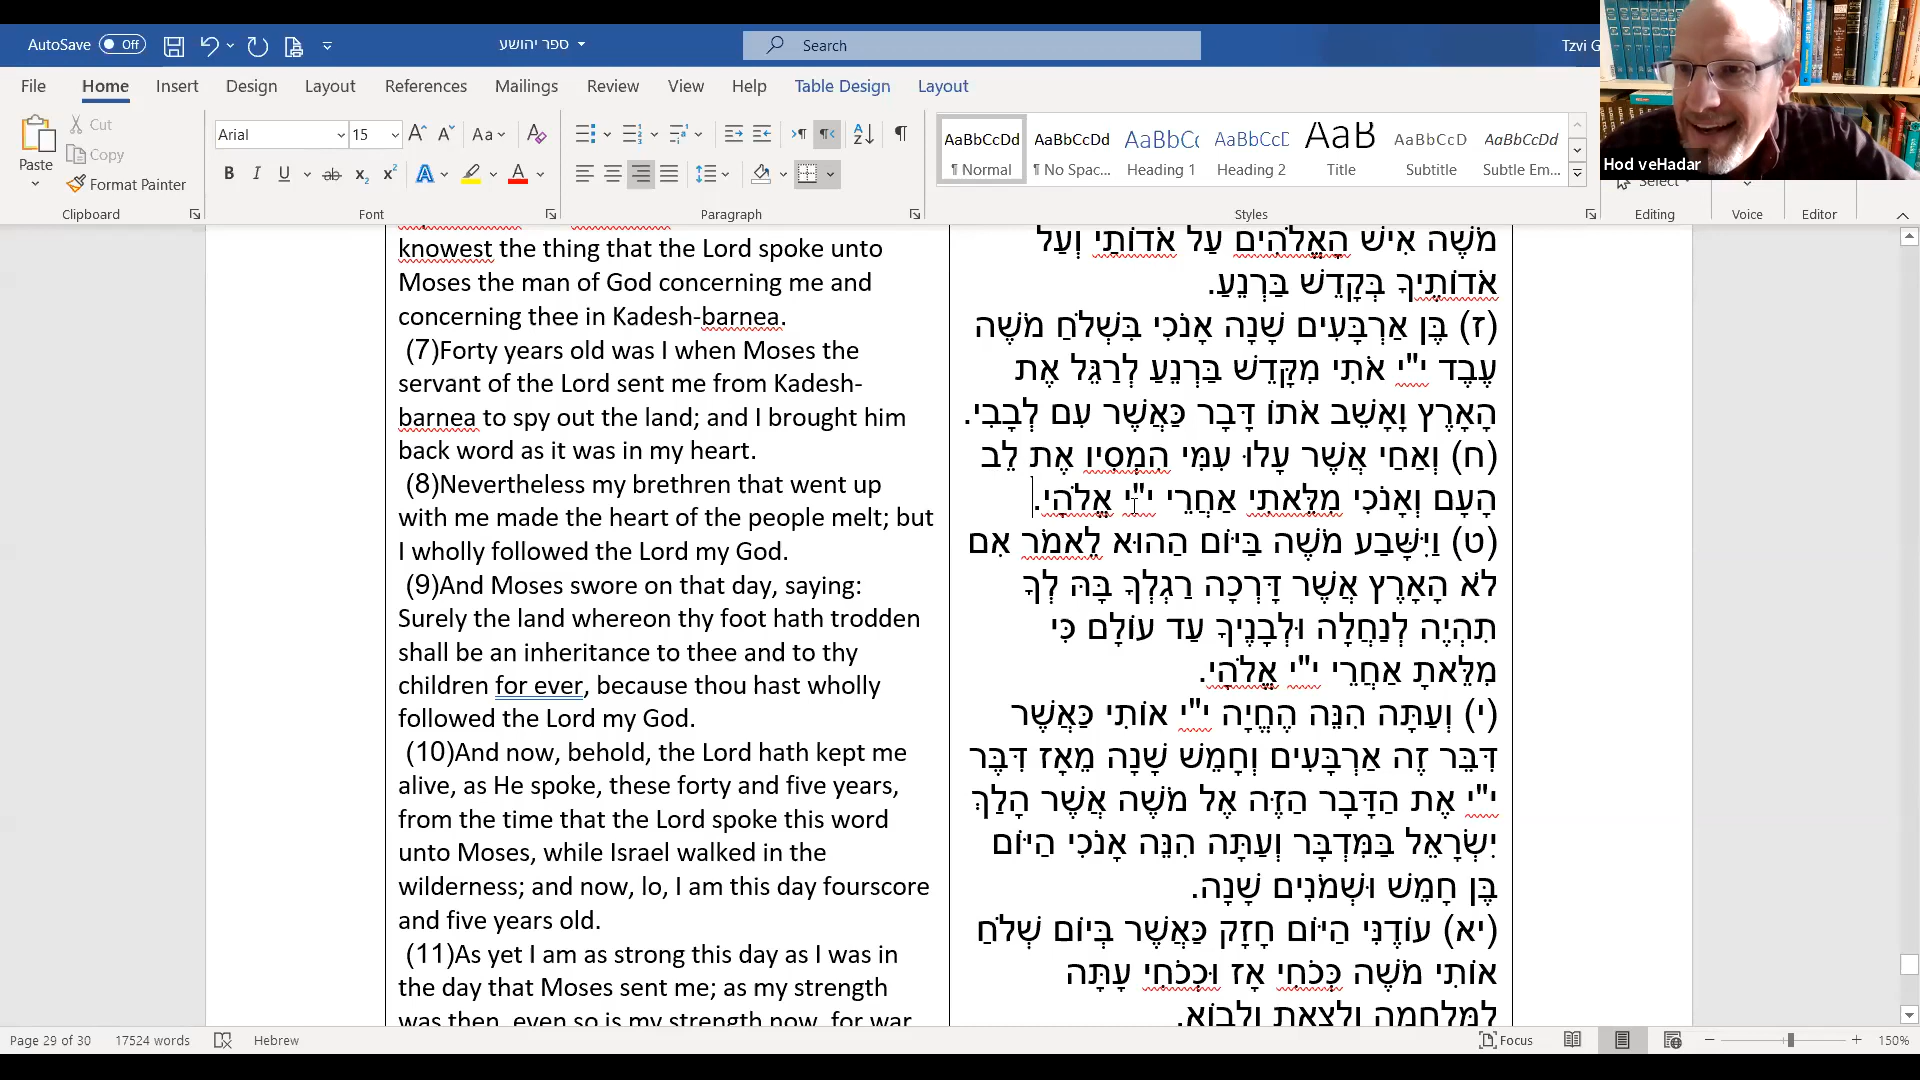 AutoSave Off ספר יהושע Search Tzvi G
File Home Insert Design Layout References Mailings Review View Help Table Design Layout
Paste Cut Copy Format Painter
Arial 15
AaBbCcDd AaBbCcDd AaBbCc AaBbCcD AaB AaBbCcD AaBbCcDd
¶ Normal ¶ No Spac... Heading 1 Heading 2 Title Subtitle Subtle Em...
Hod veHadar
Select
Clipboard Font Paragraph Styles Editing Voice Editor
knowest the thing that the Lord spoke unto
Moses the man of God concerning me and
concerning thee in Kadesh-barnea.
(7)Forty years old was I when Moses the
servant of the Lord sent me from Kadesh-
barnea to spy out the land; and I brought him
back word as it was in my heart.
(8)Nevertheless my brethren that went up
with me made the heart of the people melt; but
I wholly followed the Lord my God.
(9)And Moses swore on that day, saying:
Surely the land whereon thy foot hath trodden
shall be an inheritance to thee and to thy
children for ever, because thou hast wholly
followed the Lord my God.
(10)And now, behold, the Lord hath kept me
alive, as He spoke, these forty and five years,
from the time that the Lord spoke this word
unto Moses, while Israel walked in the
wilderness; and now, lo, I am this day fourscore
and five years old.
(11)As yet I am as strong this day as I was in
the day that Moses sent me; as my strength
was then, even so is my strength now, for war,
מֹשֶׁה אִישׁ הָאֱלֹהִים עַל אֹדוֹתַי וְעַל
אֹדוֹתֶיךָ בְּקָדֵשׁ בַּרְנֵעַ.
(ז) בֶּן אַרְבָּעִים שָׁנָה אָנֹכִי בִּשְׁלֹחַ מֹשֶׁה
עֶבֶד י"י אֹתִי מִקָּדֵשׁ בַּרְנֵעַ לְרַגֵּל אֶת
הָאָרֶץ וָאָשֵׁב אֹתוֹ דָּבָר כַּאֲשֶׁר עִם לְבָבִי.
(ח) וְאַחַי אֲשֶׁר עָלוּ עִמִּי הִמְסִיו אֶת לֵב
הָעָם וְאָנֹכִי מִלֵּאתִי אַחֲרֵי י"י אֱלֹהָי.
(ט) וַיִּשָּׁבַע מֹשֶׁה בַּיּוֹם הַהוּא לֵאמֹר אִם
לֹא הָאָרֶץ אֲשֶׁר דָּרְכָה רַגְלְךָ בָּהּ לְךָ
תִהְיֶה לְנַחֲלָה וּלְבָנֶיךָ עַד עוֹלָם כִּי
מִלֵּאתָ אַחֲרֵי י"י אֱלֹהָי.
(י) וְעַתָּה הִנֵּה הֶחֱיָה י"י אוֹתִי כַּאֲשֶׁר
דִּבֵּר זֶה אַרְבָּעִים וְחָמֵשׁ שָׁנָה מֵאָז דִּבֶּר
י"י אֶת הַדָּבָר הַזֶּה אֶל מֹשֶׁה אֲשֶׁר הָלַךְ
יִשְׂרָאֵל בַּמִּדְבָּר וְעַתָּה הִנֵּה אָנֹכִי הַיּוֹם
בֶּן חָמֵשׁ וּשְׁמֹנִים שָׁנָה.
(יא) עוֹדֶנִּי הַיּוֹם חָזָק כַּאֲשֶׁר בְּיוֹם שְׁלֹחַ
אוֹתִי מֹשֶׁה כְּכֹחִי אָז וּכְכֹחִי עָתָּה
לַמִּלְחָמָה וְלָצֵאת וְלָבוֹא.
Page 29 of 30 17524 words Hebrew Focus 150%